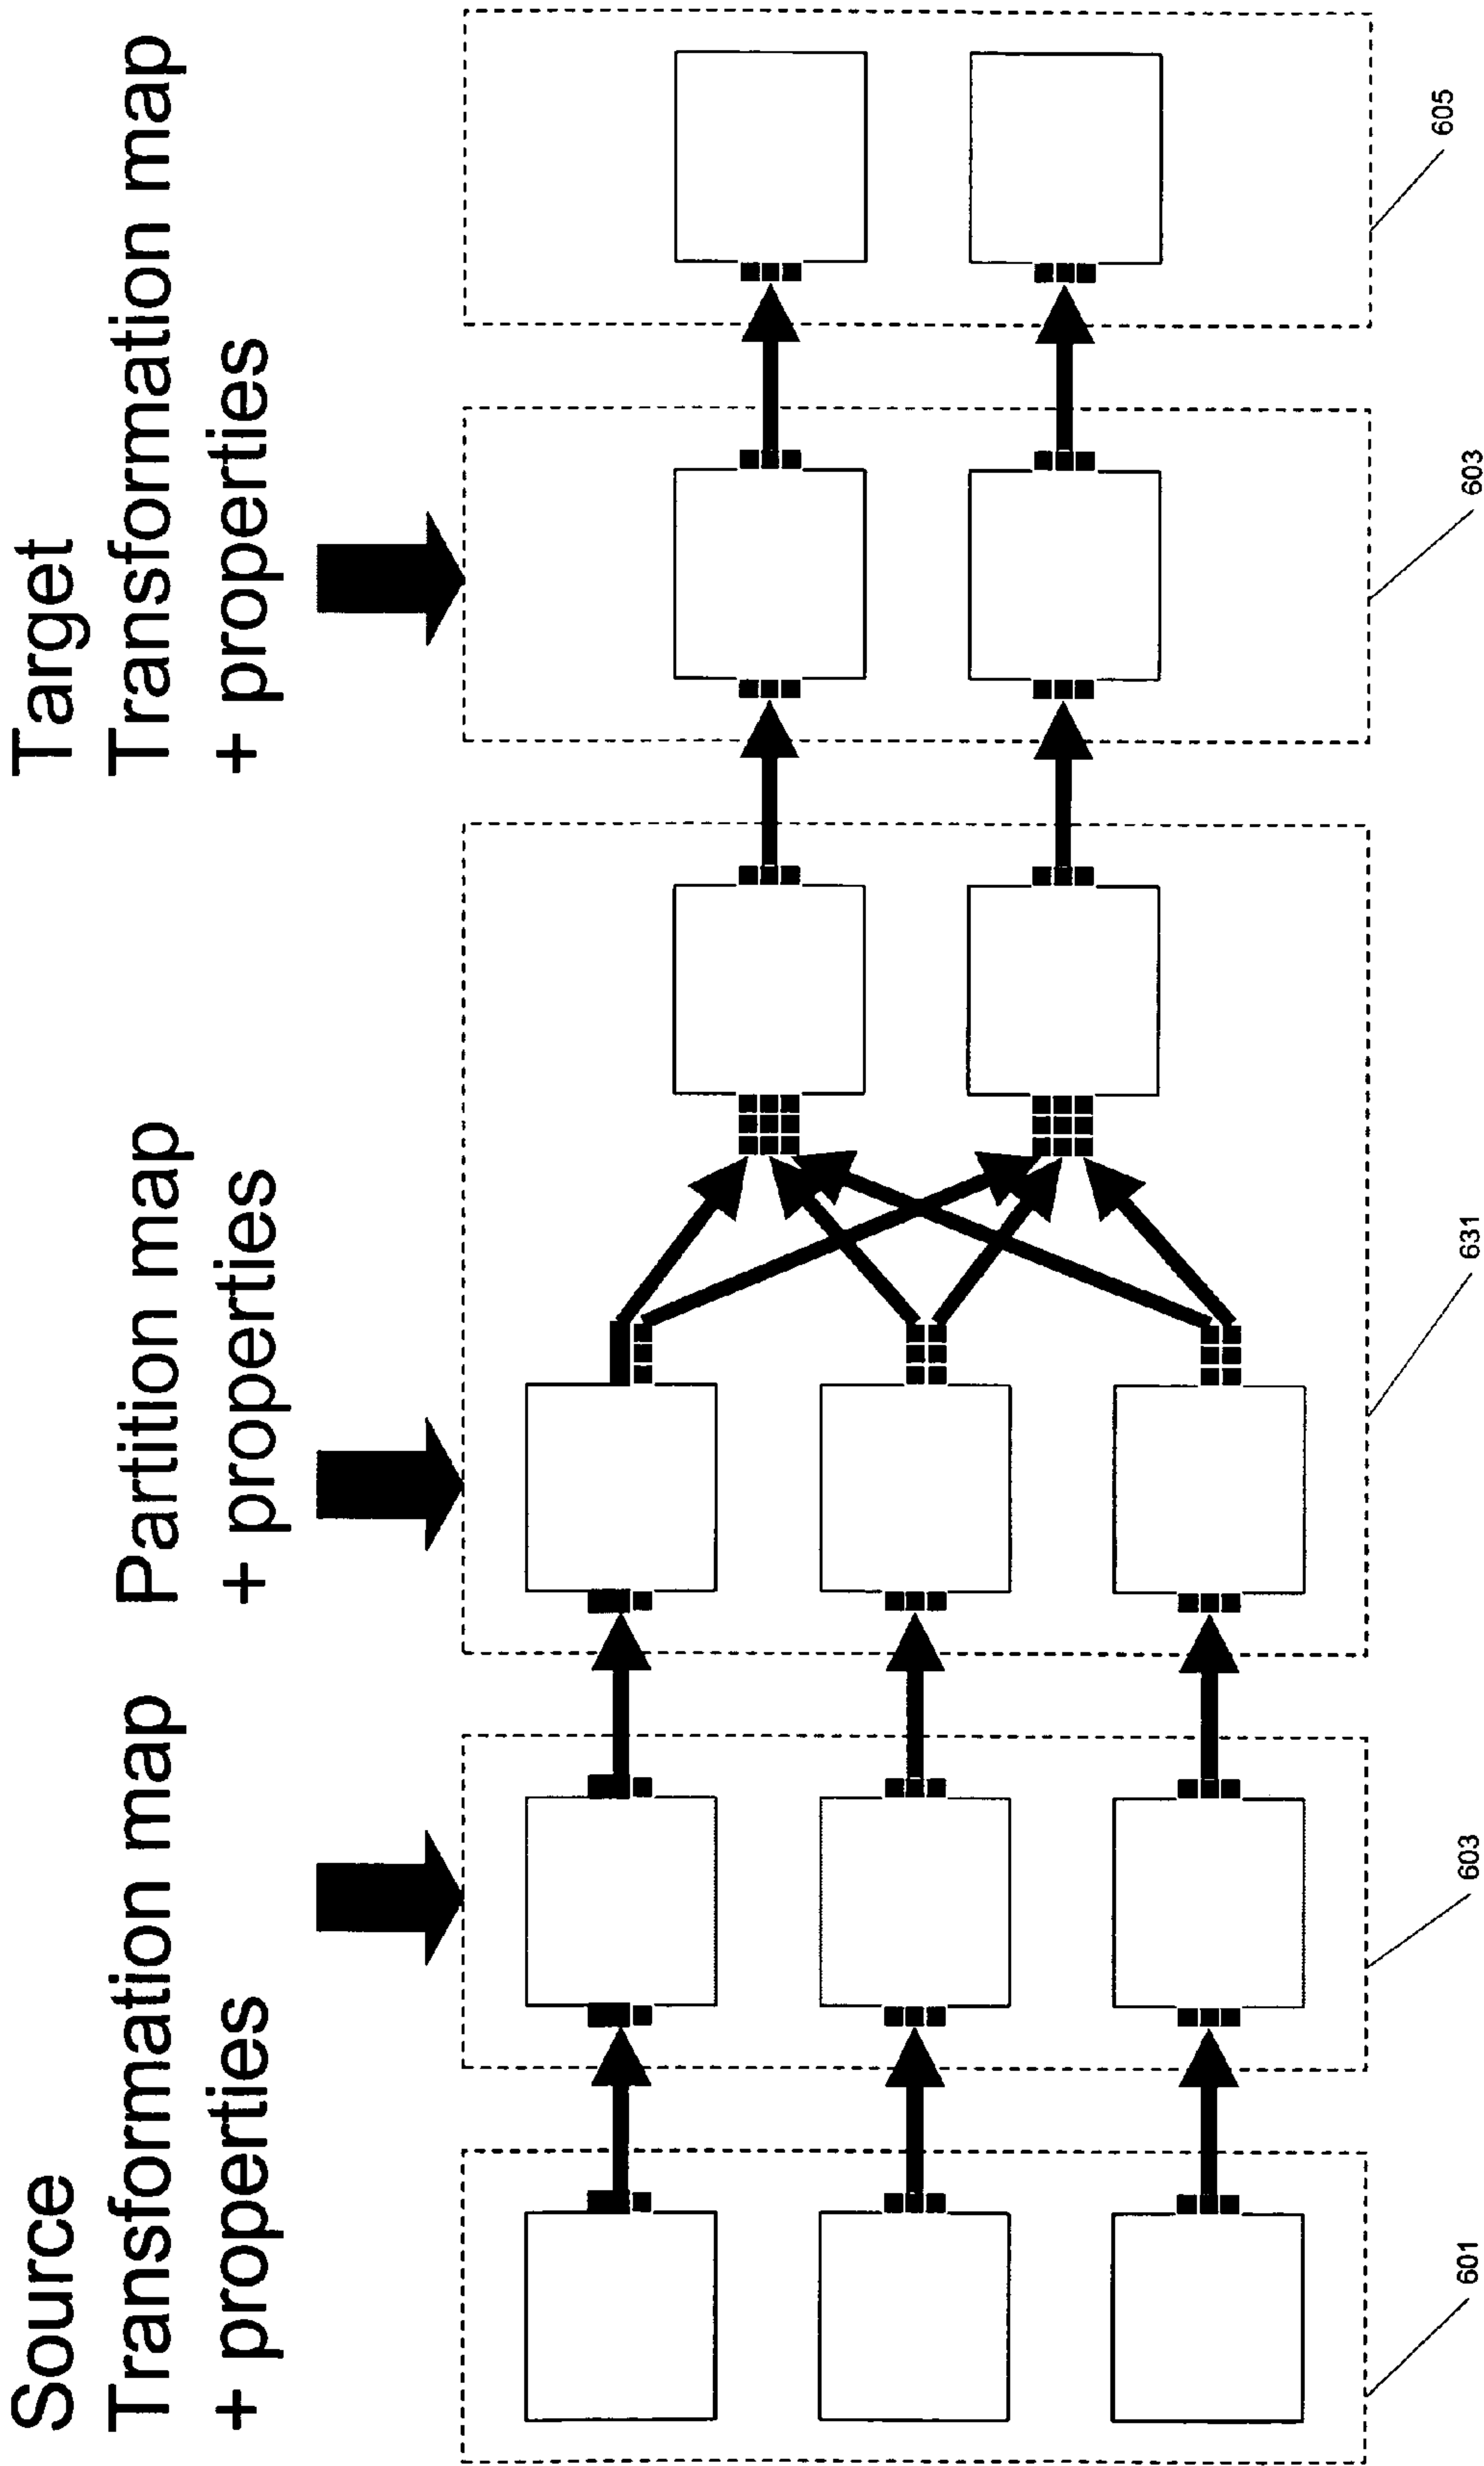 Source
Transformation map
+ properties
Partition map
+ properties
Target
Transformation map
+ properties
601
603
631
603
605